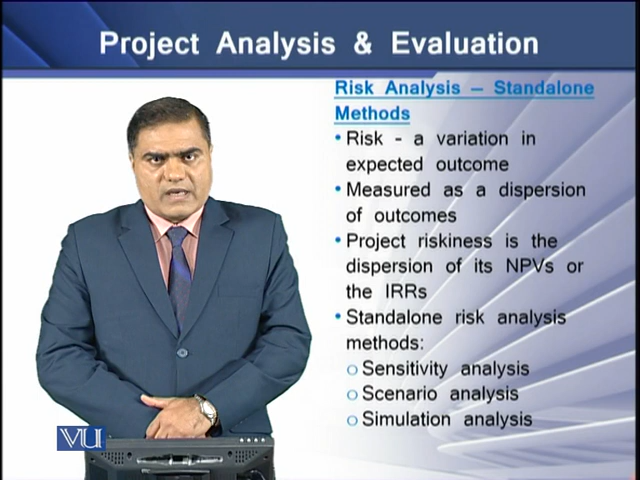 Project Analysis & Evaluation
Risk Analysis – Standalone
Methods
• Risk - a variation in
expected outcome
• Measured as a dispersion
of outcomes
• Project riskiness is the
dispersion of its NPVs or
the IRRs
• Standalone risk analysis
methods:
o Sensitivity analysis
o Scenario analysis
o Simulation analysis
VU